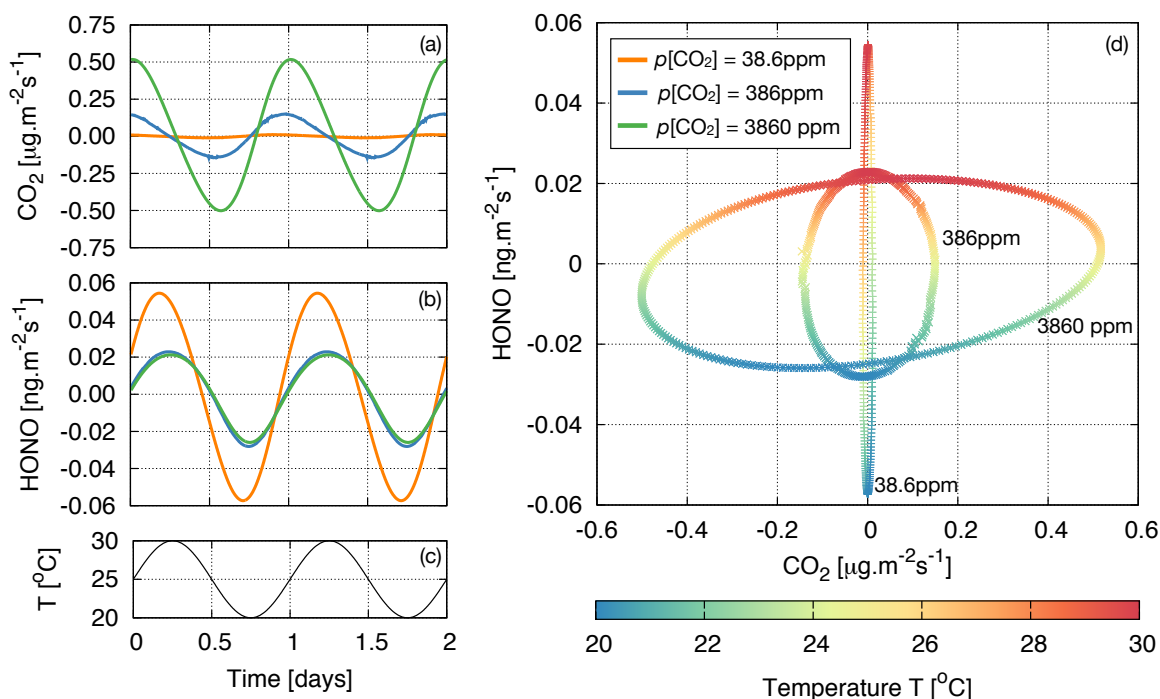 (a)
0.75
0.50
0.25
0.00
-0.25
-0.50
-0.75
CO₂ [µg.m⁻²s⁻¹]
(b)
0.06
0.04
0.02
0.00
-0.02
-0.04
-0.06
HONO [ng.m⁻²s⁻¹]
(c)
30
25
20
T [°C]
0 0.5 1 1.5 2
Time [days]
(d)
p[CO₂] = 38.6ppm
p[CO₂] = 386ppm
p[CO₂] = 3860 ppm
0.06
0.04
0.02
0
-0.02
-0.04
-0.06
HONO [ng.m⁻²s⁻¹]
386ppm
3860 ppm
38.6ppm
-0.6 -0.4 -0.2 0 0.2 0.4 0.6
CO₂ [µg.m⁻²s⁻¹]
20 22 24 26 28 30
Temperature T [°C]